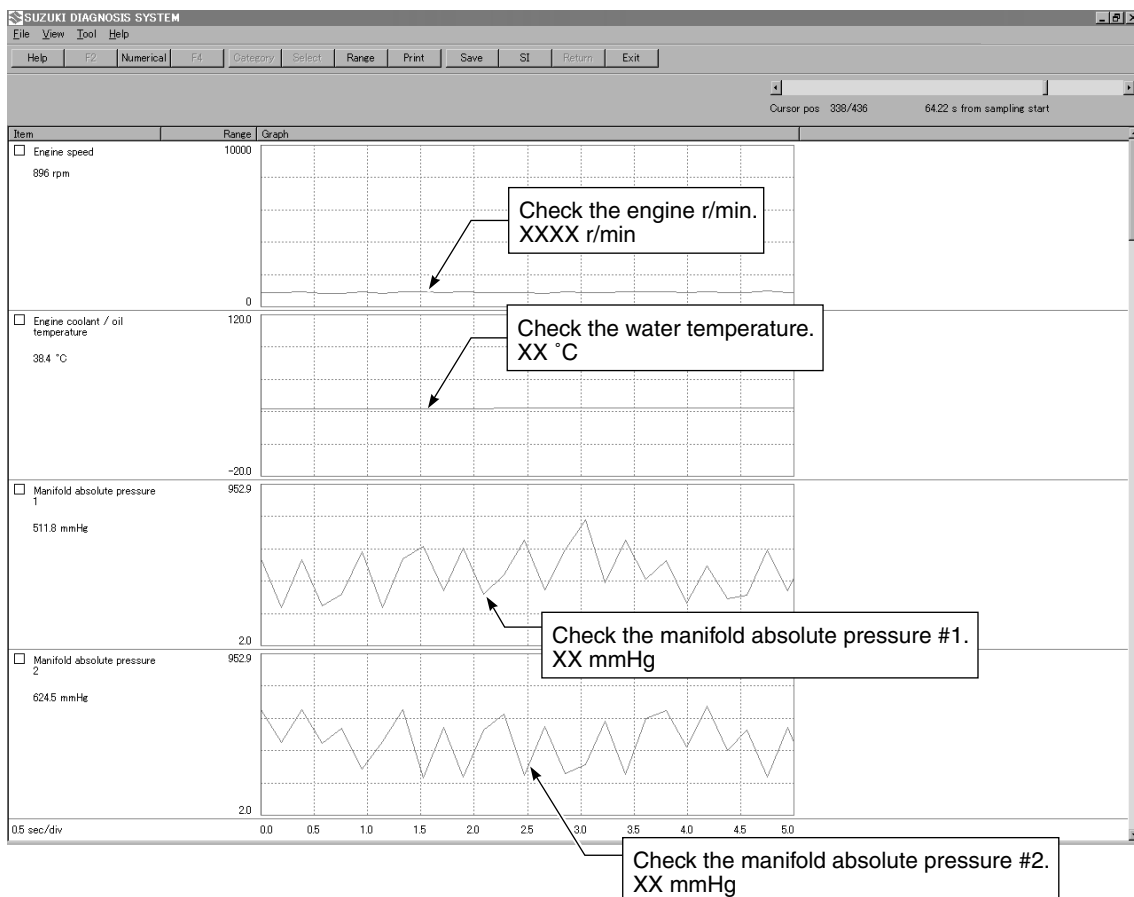 SUZUKI DIAGNOSIS SYSTEM
File View Tool Help
Help F2 Numerical F4 Category Select Range Print Save SI Return Exit
Cursor pos 338/436 64.22 s from sampling start
Item Range Graph
Engine speed 10000
896 rpm
Check the engine r/min.
XXXX r/min
0
Engine coolant / oil 120.0
temperature
38.4 °C
Check the water temperature.
XX ˚C
-20.0
Manifold absolute pressure 952.9
1
511.8 mmHg
Check the manifold absolute pressure #1.
XX mmHg
2.0
Manifold absolute pressure 952.9
2
624.5 mmHg
2.0
0.5 sec/div 0.0 0.5 1.0 1.5 2.0 2.5 3.0 3.5 4.0 4.5 5.0
Check the manifold absolute pressure #2.
XX mmHg